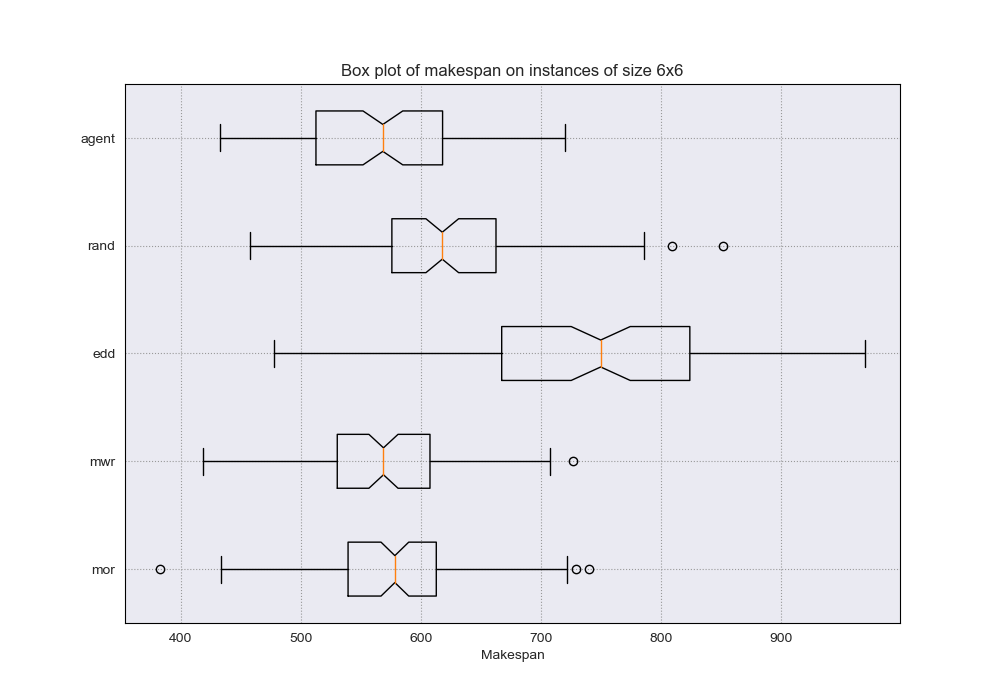 Box plot of makespan on instances of size 6x6
agent
rand
edd
mwr
mor
400 500 600 700 800 900
Makespan